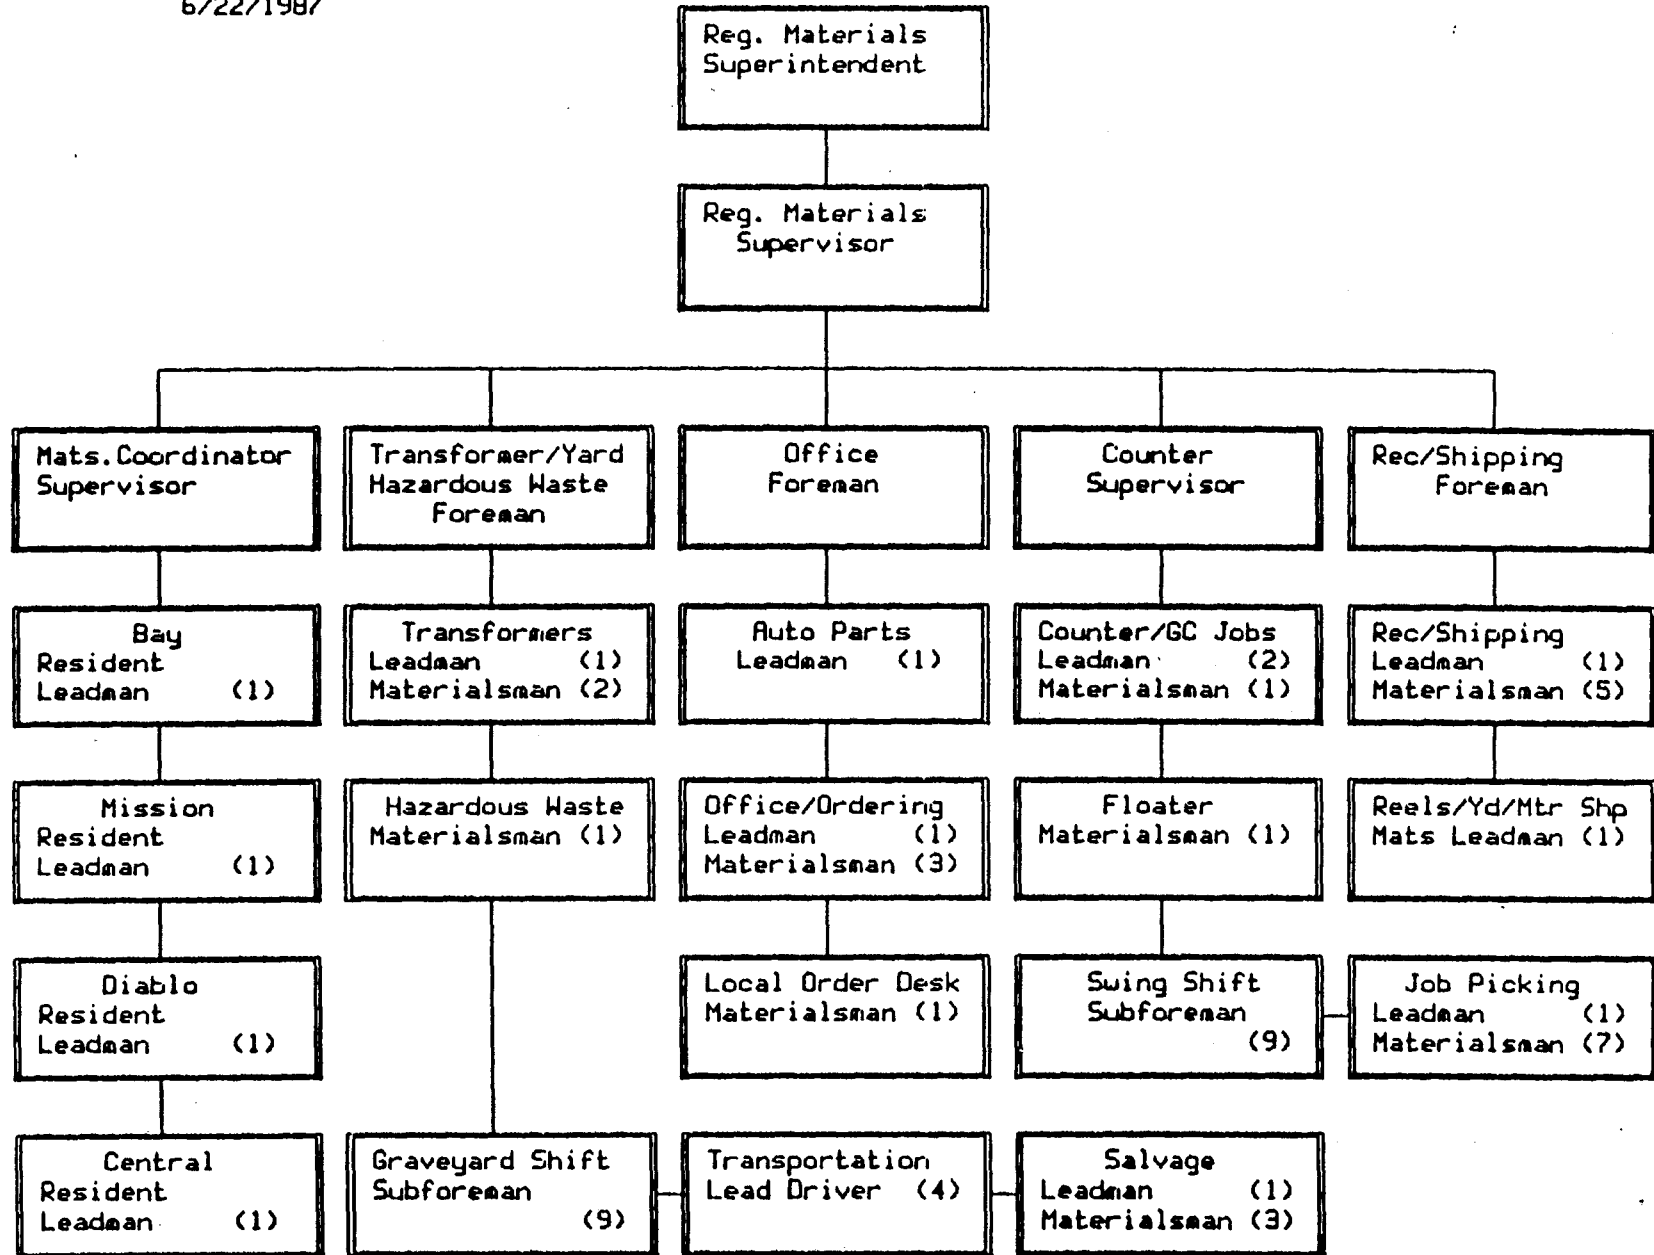 6/22/1987
Reg. Materials
Superintendent
Reg. Materials
Supervisor
Mats.Coordinator
Supervisor
Transformer/Yard
Hazardous Waste
Foreman
Office
Foreman
Counter
Supervisor
Rec/Shipping
Foreman
Bay
Resident
Leadman (1)
Transformers
Leadman (1)
Materialsman (2)
Auto Parts
Leadman (1)
Counter/GC Jobs
Leadman (2)
Materialsman (1)
Rec/Shipping
Leadman (1)
Materialsman (5)
Mission
Resident
Leadman (1)
Hazardous Waste
Materialsman (1)
Office/Ordering
Leadman (1)
Materialsman (3)
Floater
Materialsman (1)
Reels/Yd/Mtr Shp
Mats Leadman (1)
Diablo
Resident
Leadman (1)
Local Order Desk
Materialsman (1)
Swing Shift
Subforeman
(9)
Job Picking
Leadman (1)
Materialsman (7)
Central
Resident
Leadman (1)
Graveyard Shift
Subforeman
(9)
Transportation
Lead Driver (4)
Salvage
Leadman (1)
Materialsman (3)